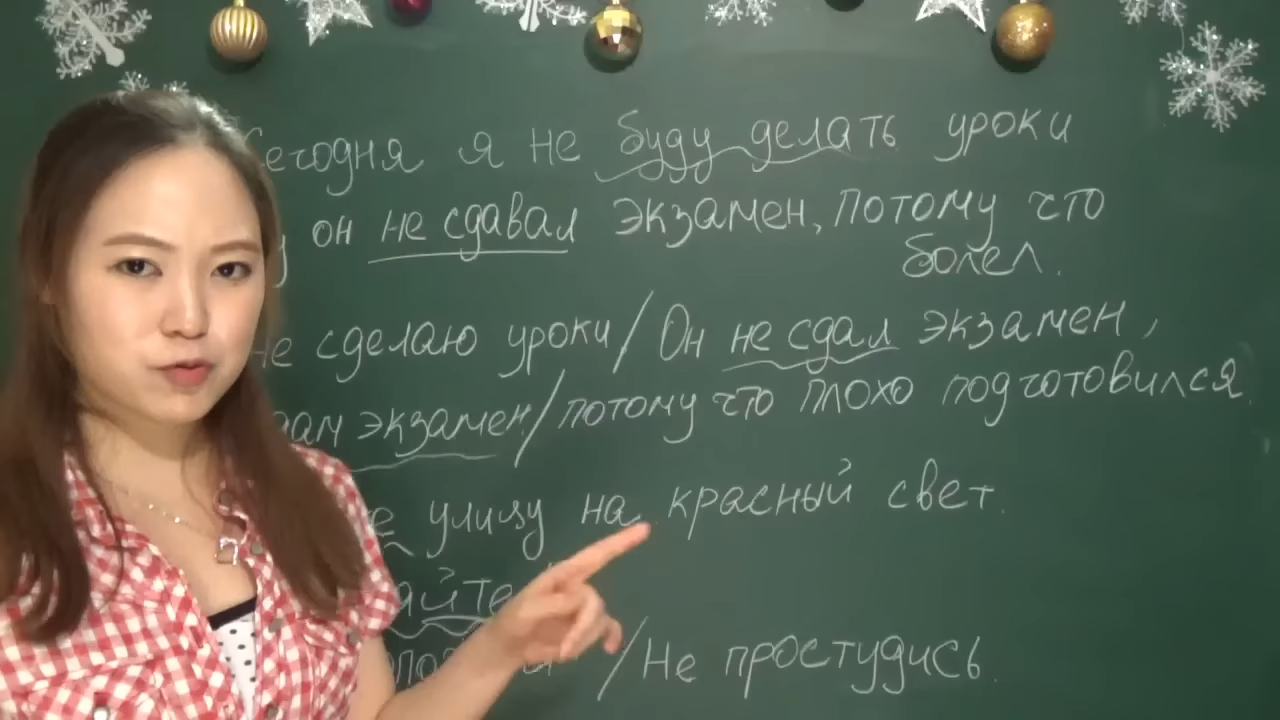 Сегодня я не буду делать уроки
он не сдавал экзамен, потому что
болел.
не сделаю уроки / Он не сдал экзамен,
экзамен / потому что плохо подготовился.
улицу на красный свет.
/ Не простудись.